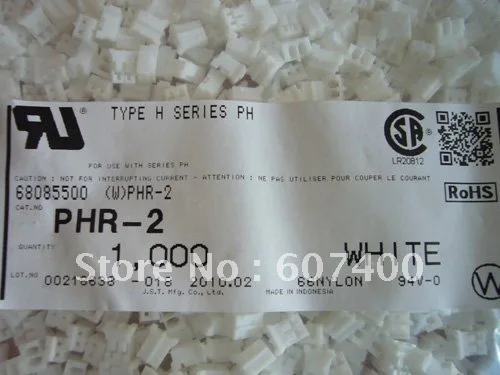 TYPE H SERIES PH
LR20812
FOR USE WITH SERIES PH
CAUTION : NOT FOR INTERRUPTING CURRENT - ATTENTION : NE PAS UTILISER POUR COUPER LE COURANT
68085500 (W)PHR-2
RoHS
CAT.NO
PHR-2
QUANTITY
1,000 WHITE
Store No: 607400
LOT.NO 00216638 -018 2010.02 66NYLON 94V-0
J.S.T. Mfg. Co., Ltd. MADE IN INDONESIA
W